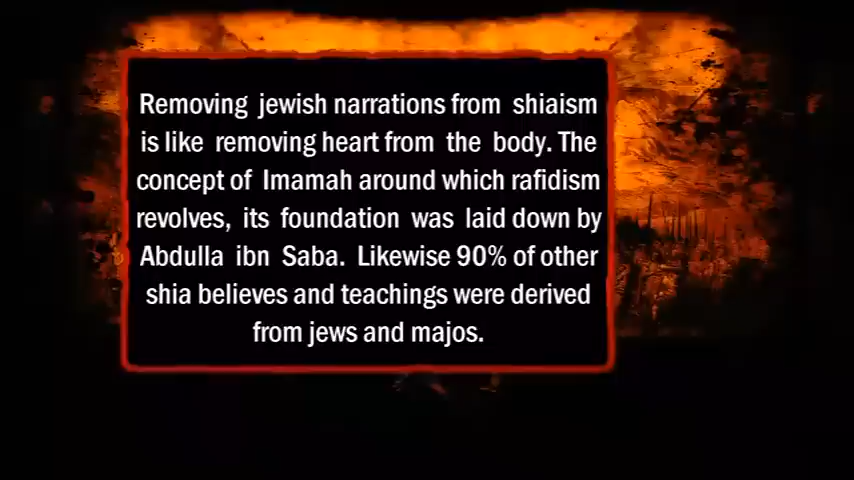 Removing jewish narrations from shiaism
is like removing heart from the body. The
concept of Imamah around which rafidism
revolves, its foundation was laid down by
Abdulla ibn Saba. Likewise 90% of other
shia believes and teachings were derived
from jews and majos.